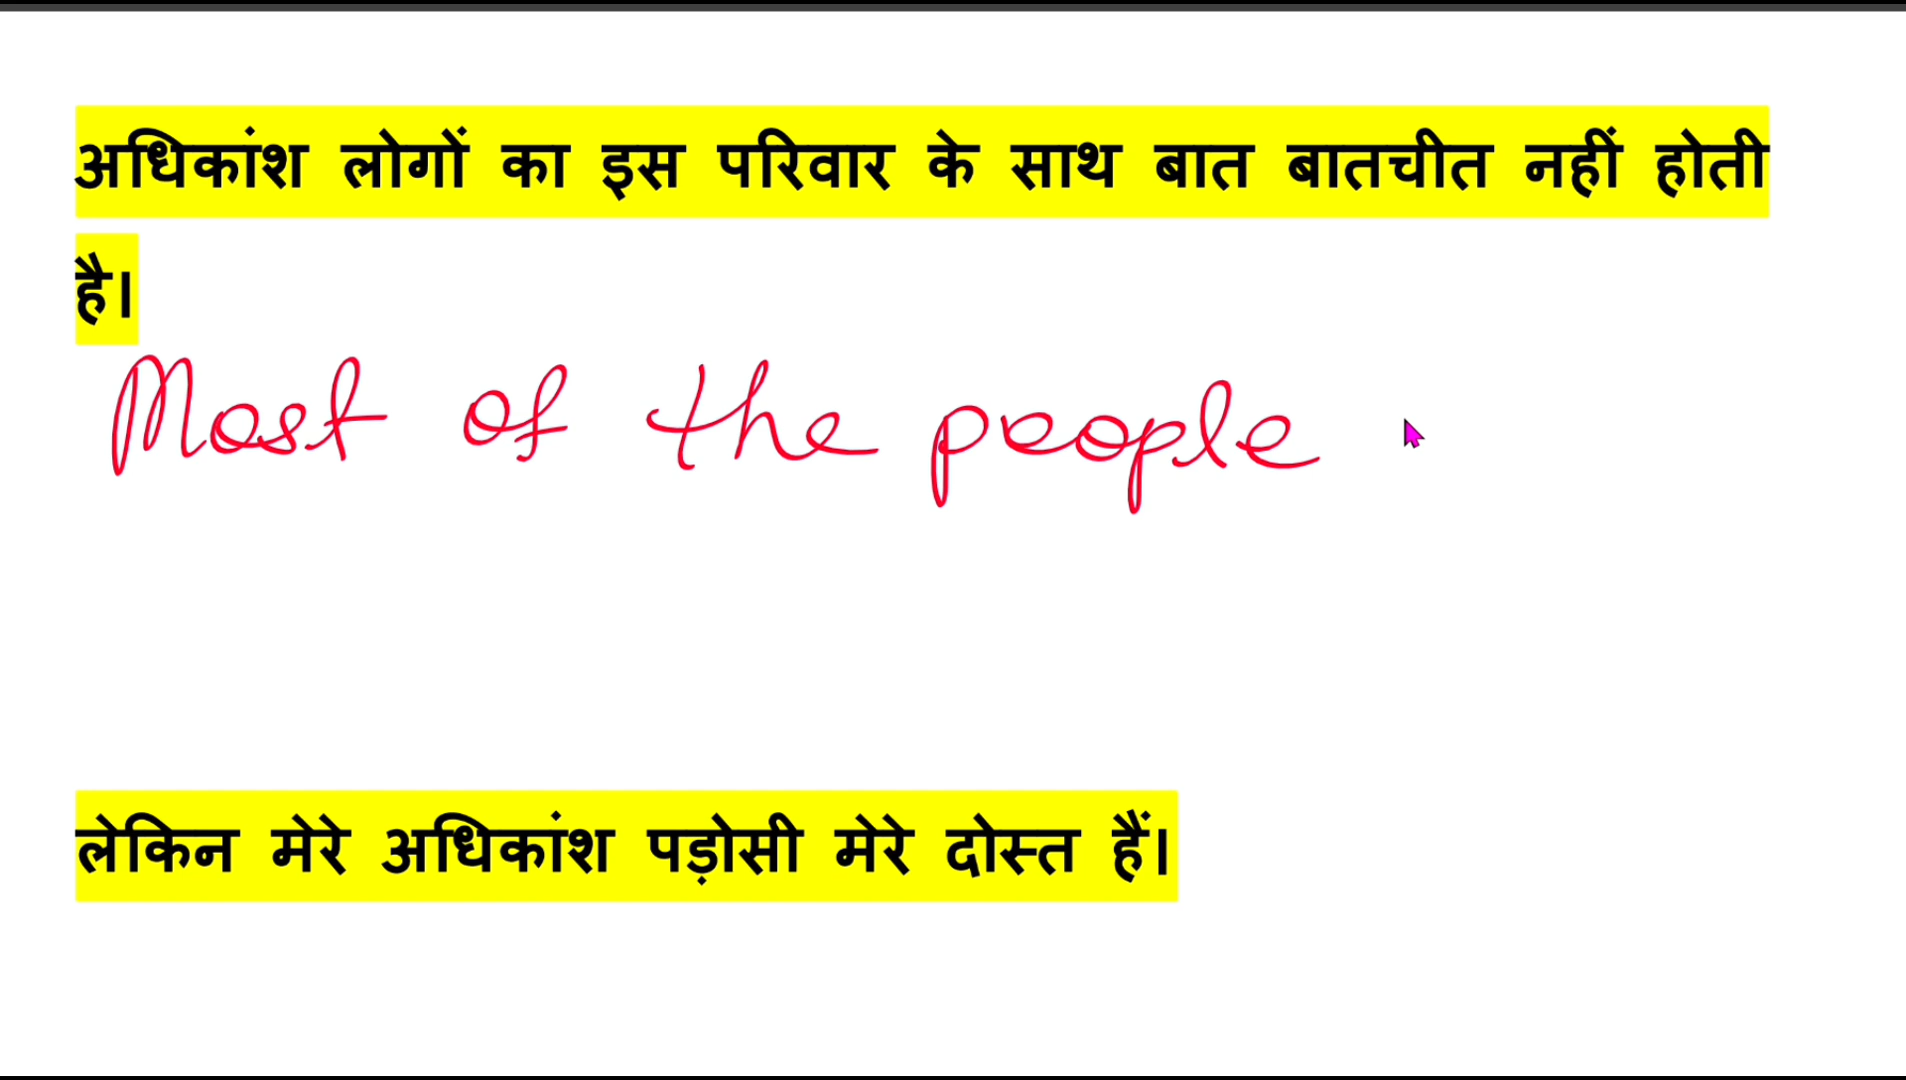 अधिकांश लोगों का इस परिवार के साथ बात बातचीत नहीं होती
है।
Most of the people
लेकिन मेरे अधिकांश पड़ोसी मेरे दोस्त हैं।